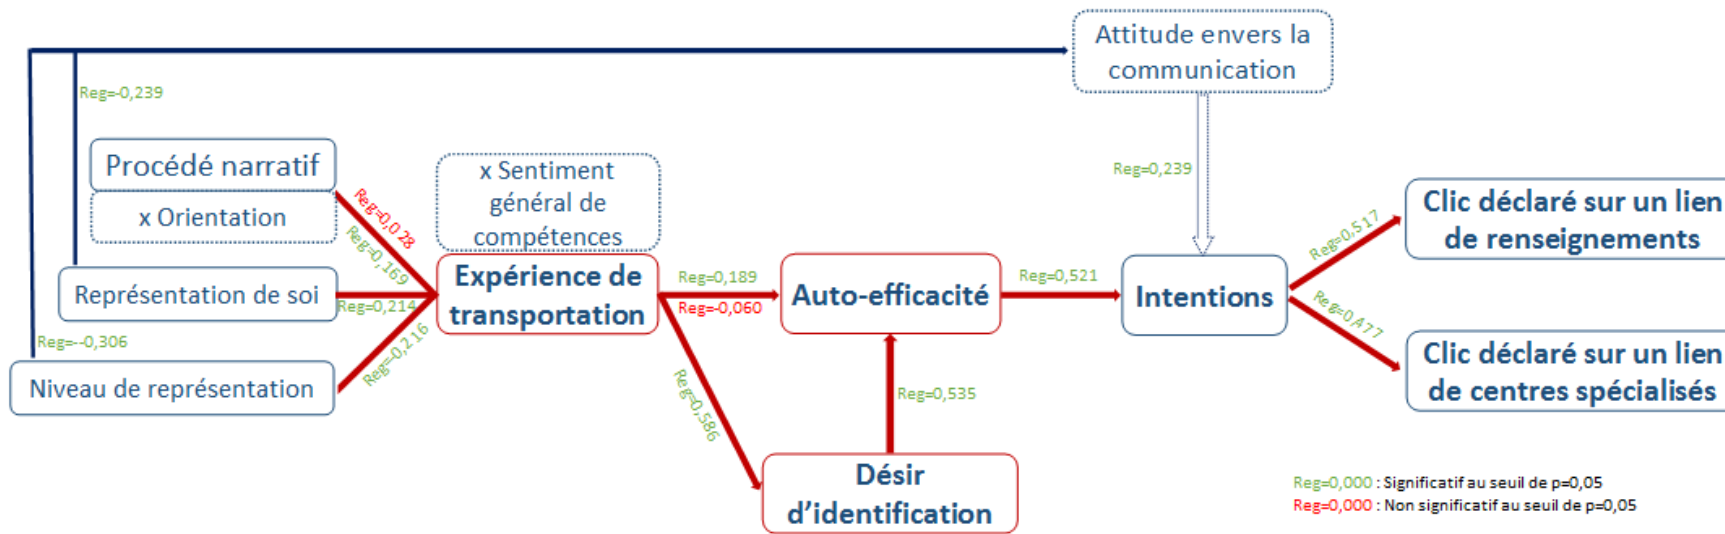 Attitude envers la
communication
Reg=-0,239
Procédé narratif
x Orientation
Reg=0,028
Reg=0,169
x Sentiment
général de
compétences
Reg=0,239
Clic déclaré sur un lien
de renseignements
Reg=0,517
Représentation de soi
Reg=0,214
Expérience de
transportation
Reg=0,189
Reg=-0,060
Auto-efficacité
Reg=0,521
Intentions
Reg=0,477
Reg=--0,306
Reg=-0,216
Niveau de représentation
Reg=0,586
Reg=0,535
Clic déclaré sur un lien
de centres spécialisés
Désir
d'identification
Reg=0,000 : Significatif au seuil de p=0,05
Reg=0,000 : Non significatif au seuil de p=0,05